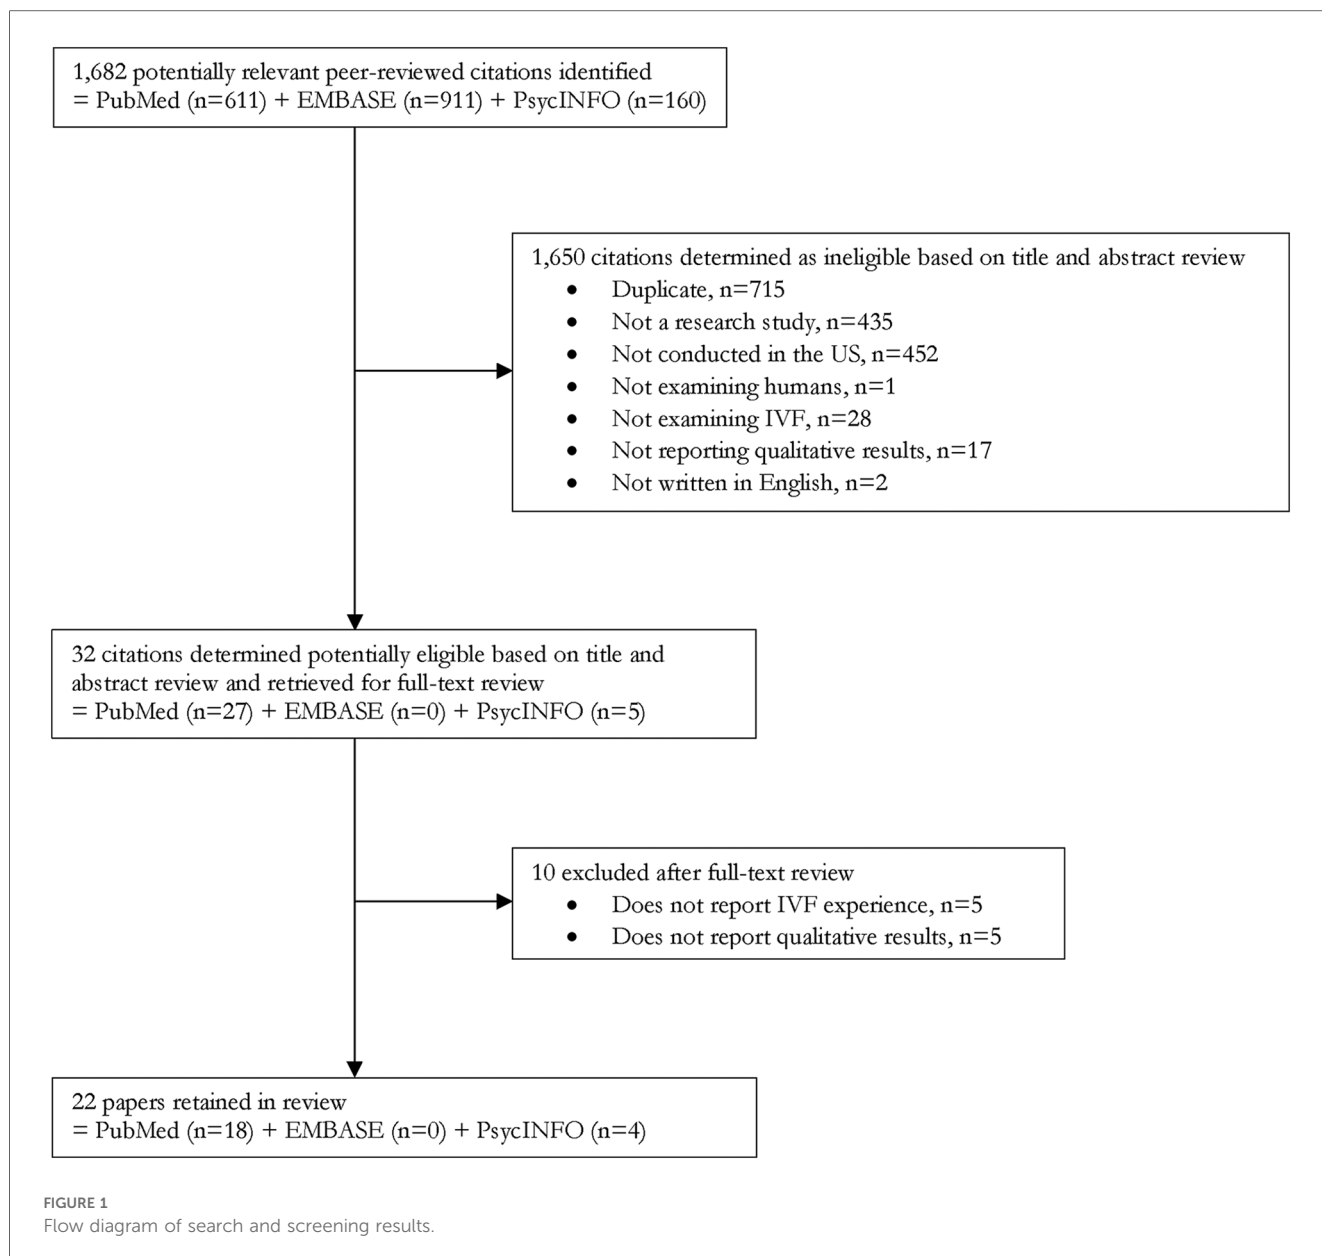 1,682 potentially relevant peer-reviewed citations identified
= PubMed (n=611) + EMBASE (n=911) + PsycINFO (n=160)
1,650 citations determined as ineligible based on title and abstract review
• Duplicate, n=715
• Not a research study, n=435
• Not conducted in the US, n=452
• Not examining humans, n=1
• Not examining IVF, n=28
• Not reporting qualitative results, n=17
• Not written in English, n=2
32 citations determined potentially eligible based on title and
abstract review and retrieved for full-text review
= PubMed (n=27) + EMBASE (n=0) + PsycINFO (n=5)
10 excluded after full-text review
• Does not report IVF experience, n=5
• Does not report qualitative results, n=5
22 papers retained in review
= PubMed (n=18) + EMBASE (n=0) + PsycINFO (n=4)
FIGURE 1
Flow diagram of search and screening results.